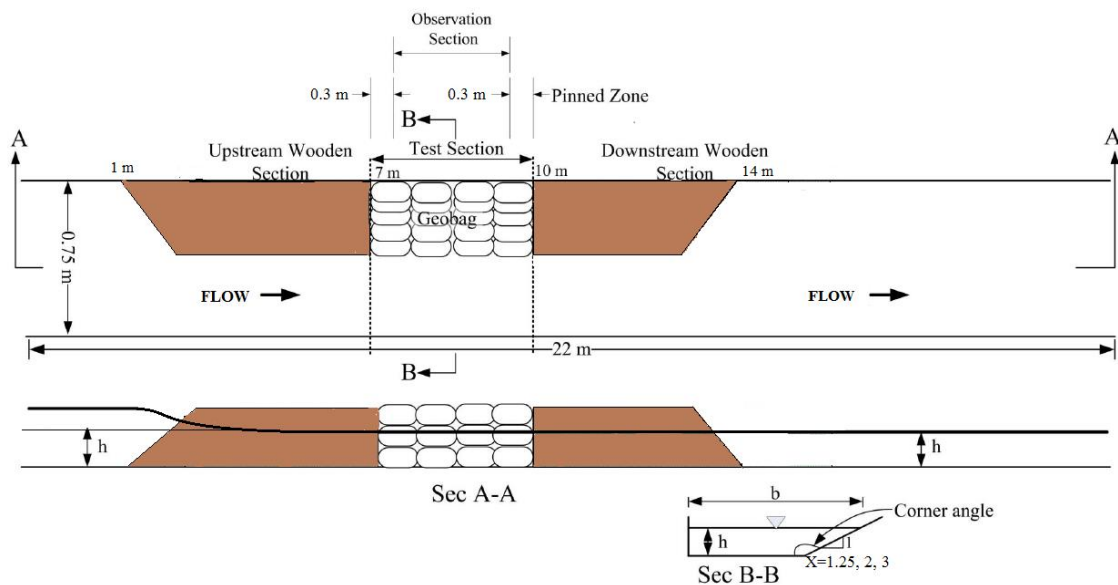 Observation
Section
0.3 m
0.3 m
Pinned Zone
B
A
A
Upstream Wooden
Section
Test Section
Downstream Wooden
Section
1 m
7 m
10 m
14 m
Geobag
0.75 m
FLOW
FLOW
22 m
B
h
h
Sec A-A
b
Corner angle
h
1
X=1.25, 2, 3
Sec B-B